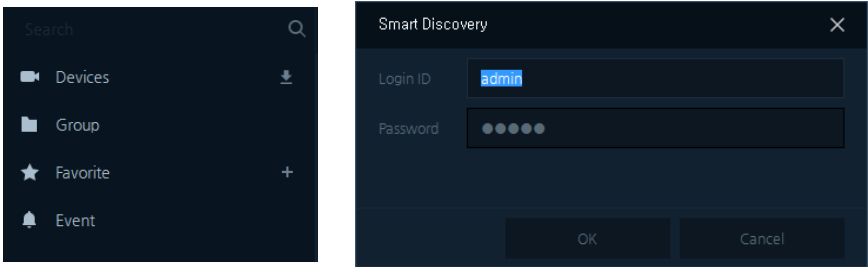 Search
Devices
Group
Favorite
Event
Smart Discovery
Login ID
admin
Password
●●●●●
OK
Cancel